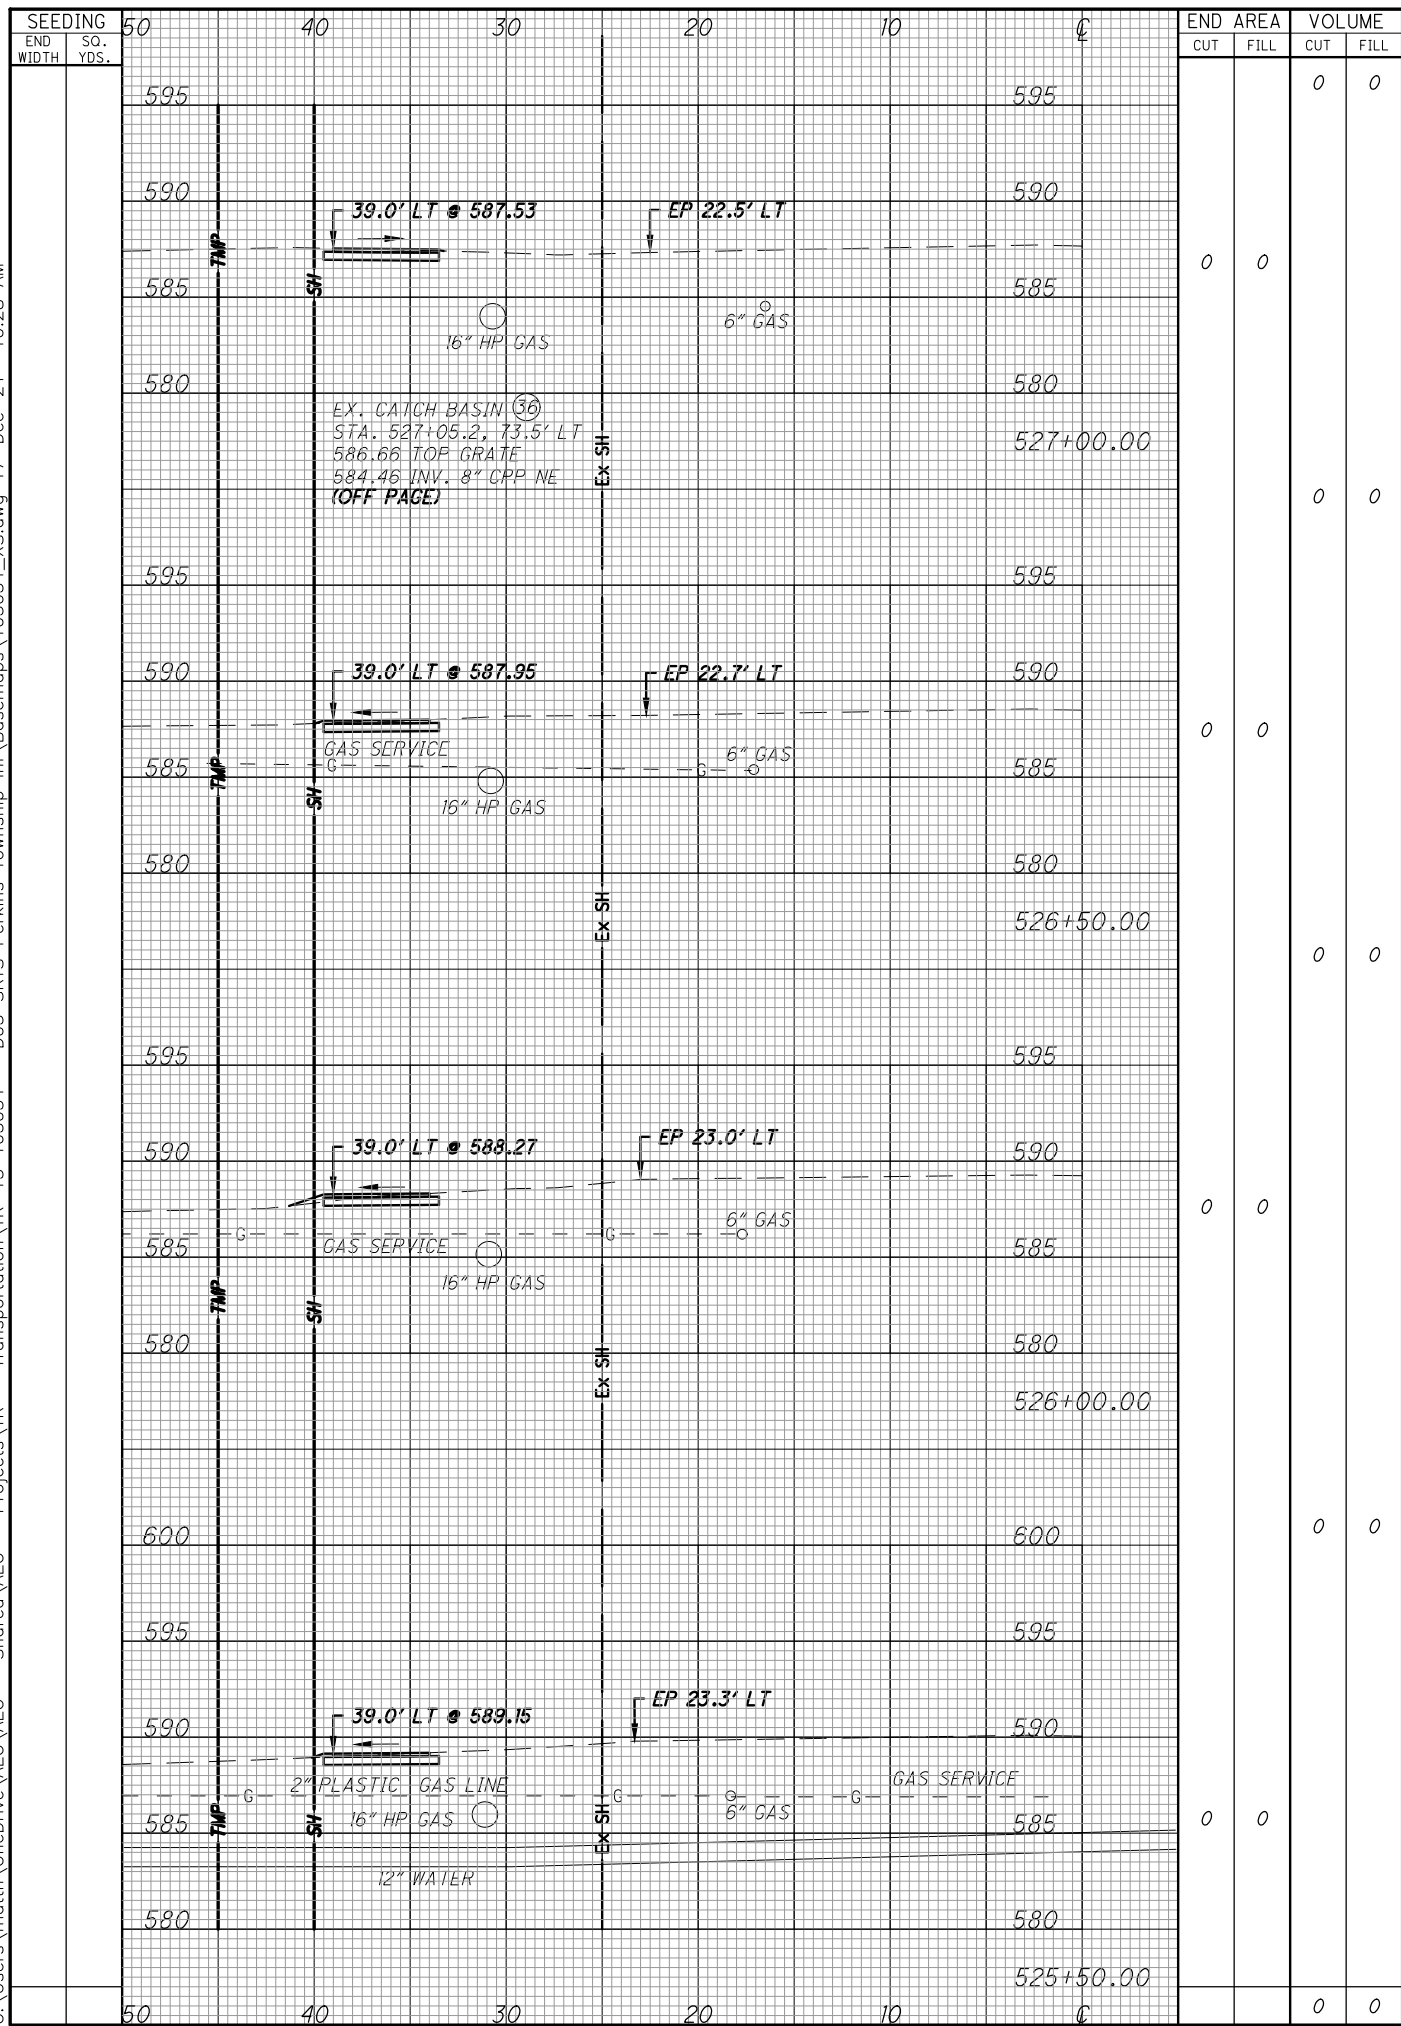 SEEDING
END WIDTH
SQ. YDS.
50 40 30 20 10 ℄
END AREA VOLUME
CUT FILL CUT FILL
0 0
595 595
590 590
39.0' LT @ 587.53
EP 22.5' LT
TMP
SH
0 0
585 585
16" HP GAS
6" GAS
580 580
EX. CATCH BASIN 36
STA. 527+05.2, 73.5' LT
586.66 TOP GRATE
584.46 INV. 8" CPP NE
(OFF PAGE)
Ex SH
527+00.00
0 0
595 595
590 590
39.0' LT @ 587.95
EP 22.7' LT
0 0
GAS SERVICE
6" GAS
G G
585 585
TMP
SH
16" HP GAS
580 580
Ex SH
526+50.00
0 0
595 595
590 590
39.0' LT @ 588.27
EP 23.0' LT
0 0
6" GAS
G G
585 585
GAS SERVICE
16" HP GAS
TMP
SH
580 580
Ex SH
526+00.00
0 0
600 600
595 595
590 590
39.0' LT @ 589.15
EP 23.3' LT
2" PLASTIC GAS LINE
GAS SERVICE
G G G
16" HP GAS
6" GAS
585 585
TMP
SH
Ex SH
0 0
12" WATER
580 580
525+50.00
50 40 30 20 10 ℄
0 0